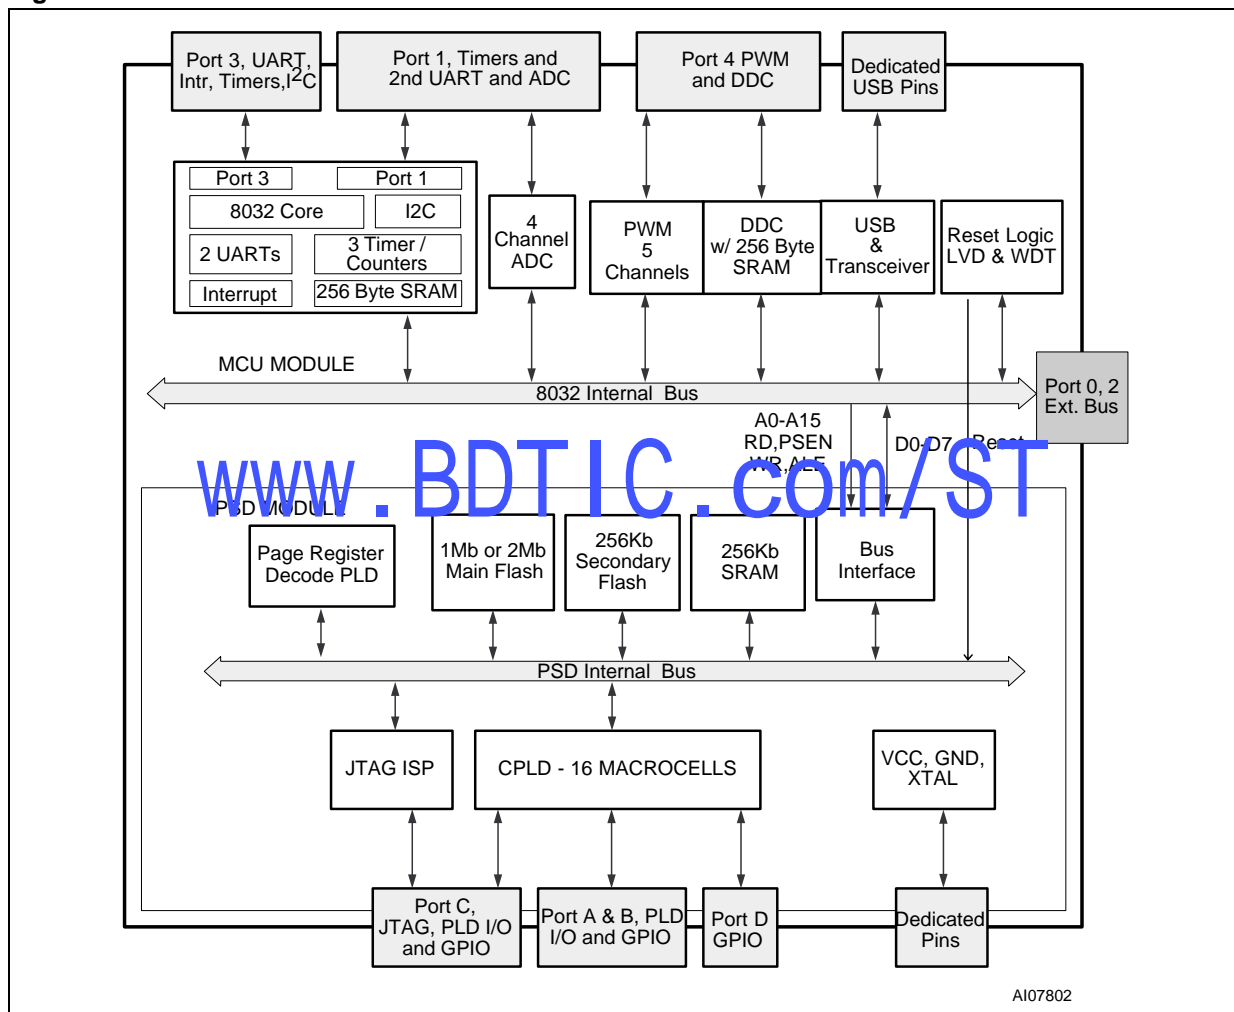 Port 3, UART,
Intr, Timers,I2C
Port 1, Timers and
2nd UART and ADC
Port 4 PWM
and DDC
Dedicated
USB Pins
Port 3
Port 1
8032 Core
I2C
2 UARTs
3 Timer /
Counters
Interrupt
256 Byte SRAM
4
Channel
ADC
PWM
5
Channels
DDC
w/ 256 Byte
SRAM
USB
&
Transceiver
Reset Logic
LVD & WDT
MCU MODULE
8032 Internal Bus
Port 0, 2
Ext. Bus
A0-A15
RD,PSEN
WR,ALE
D0-D7
Reset
www.BDTIC.com/ST
PSD MODULE
Page Register
Decode PLD
1Mb or 2Mb
Main Flash
256Kb
Secondary
Flash
256Kb
SRAM
Bus
Interface
PSD Internal Bus
JTAG ISP
CPLD - 16 MACROCELLS
VCC, GND,
XTAL
Port C,
JTAG, PLD I/O
and GPIO
Port A & B, PLD
I/O and GPIO
Port D
GPIO
Dedicated
Pins
AI07802